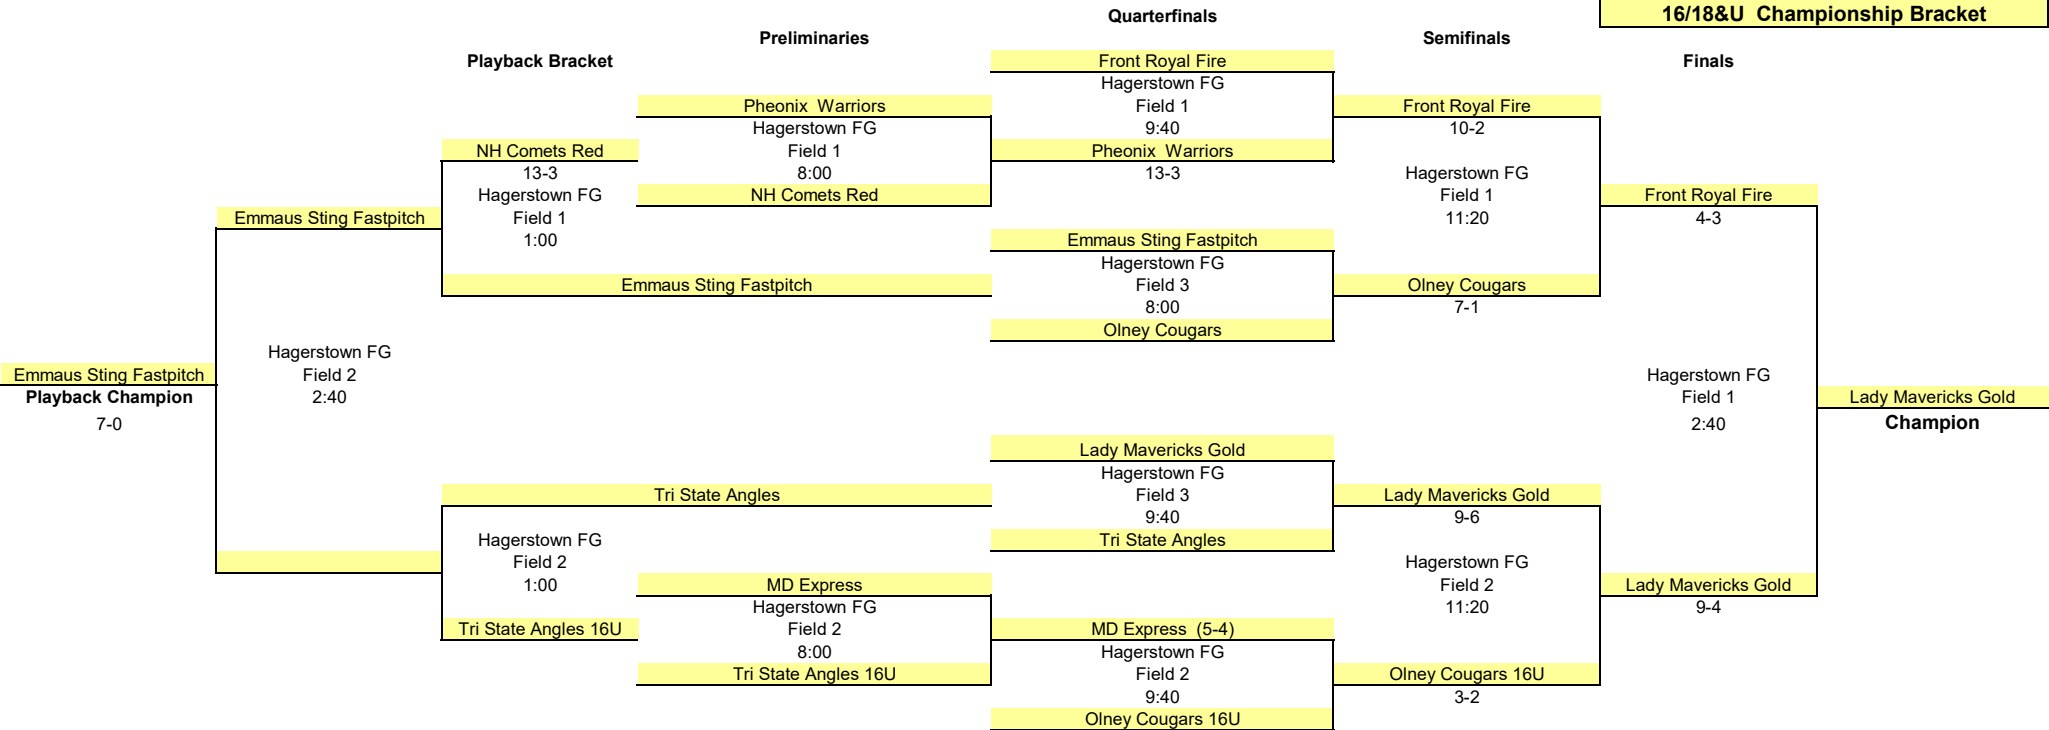 Quarterfinals
16/18&U  Championship Bracket
Preliminaries
Semifinals
Playback Bracket
Front Royal Fire
Finals
Hagerstown FG
Pheonix  Warriors
Field 1
Front Royal Fire
Hagerstown FG
9:40
10-2
NH Comets Red
Field 1
Pheonix  Warriors
13-3
8:00
13-3
Hagerstown FG
Hagerstown FG
NH Comets Red
Field 1
Front Royal Fire
Emmaus Sting Fastpitch
Field 1
11:20
4-3
1:00
Emmaus Sting Fastpitch
Hagerstown FG
Emmaus Sting Fastpitch
Field 3
Olney Cougars
8:00
7-1
Olney Cougars
Hagerstown FG
Emmaus Sting Fastpitch
Field 2
Hagerstown FG
Playback Champion
2:40
Field 1
Lady Mavericks Gold
7-0
2:40
Champion
Lady Mavericks Gold
Hagerstown FG
Tri State Angles
Field 3
Lady Mavericks Gold
9:40
9-6
Hagerstown FG
Tri State Angles
Field 2
Hagerstown FG
1:00
MD Express
Field 2
Lady Mavericks Gold
Hagerstown FG
11:20
9-4
Tri State Angles 16U
Field 2
MD Express  (5-4)
8:00
Hagerstown FG
Tri State Angles 16U
Field 2
Olney Cougars 16U
9:40
3-2
Olney Cougars 16U